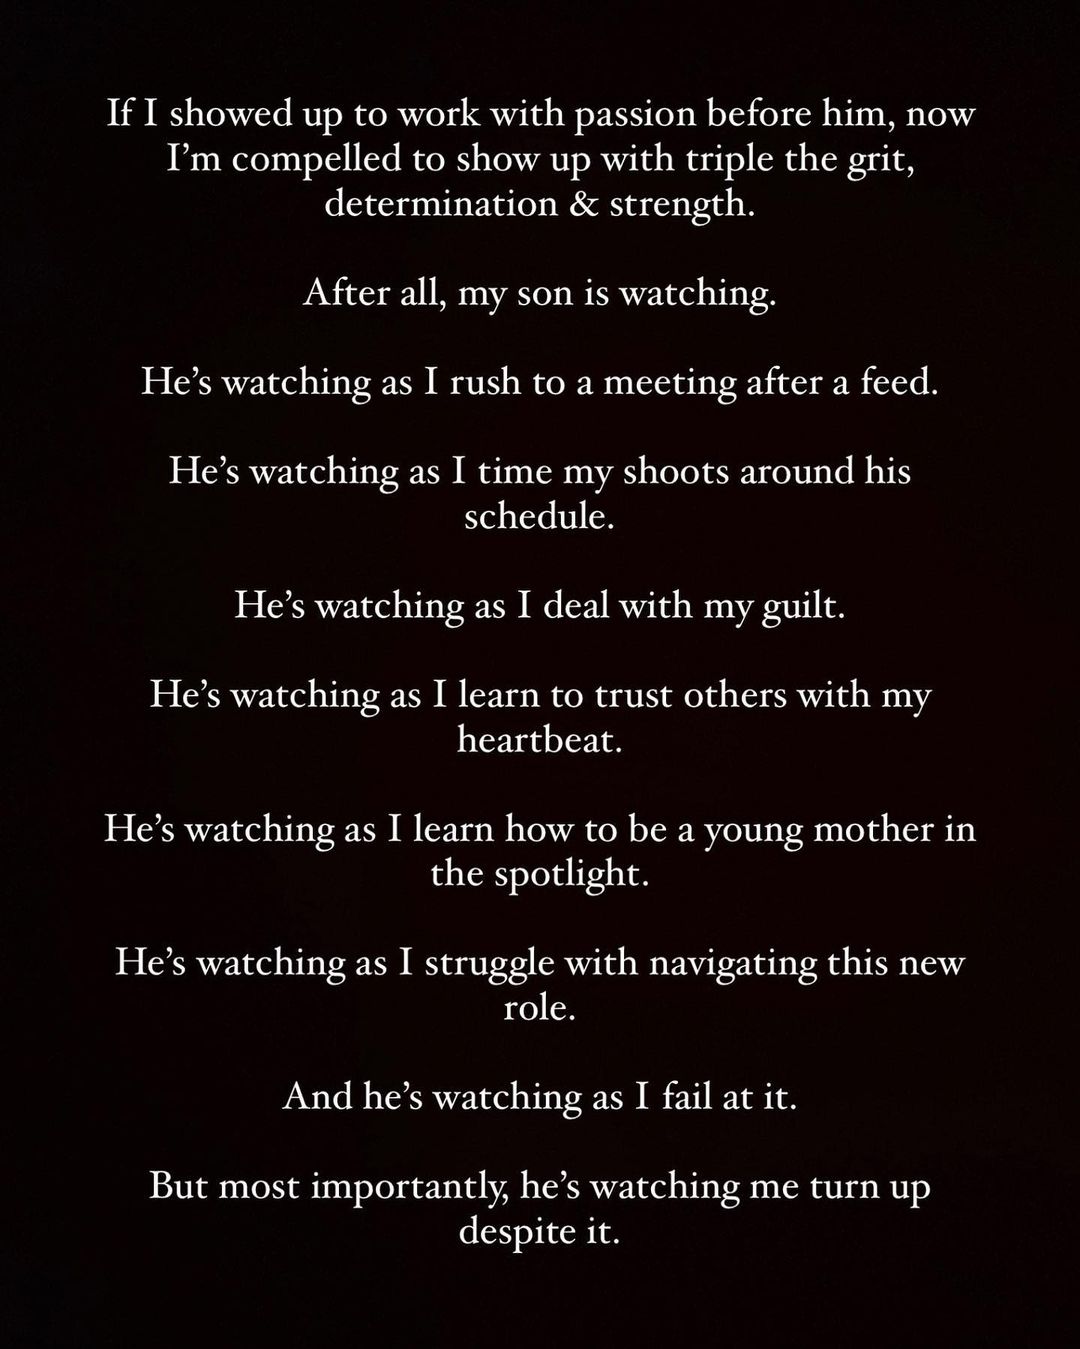 If I showed up to work with passion before him, now
I’m compelled to show up with triple the grit,
determination & strength.
After all, my son is watching.
He’s watching as I rush to a meeting after a feed.
He’s watching as I time my shoots around his
schedule.
He’s watching as I deal with my guilt.
He’s watching as I learn to trust others with my
heartbeat.
He’s watching as I learn how to be a young mother in
the spotlight.
He’s watching as I struggle with navigating this new
role.
And he’s watching as I fail at it.
But most importantly, he’s watching me turn up
despite it.